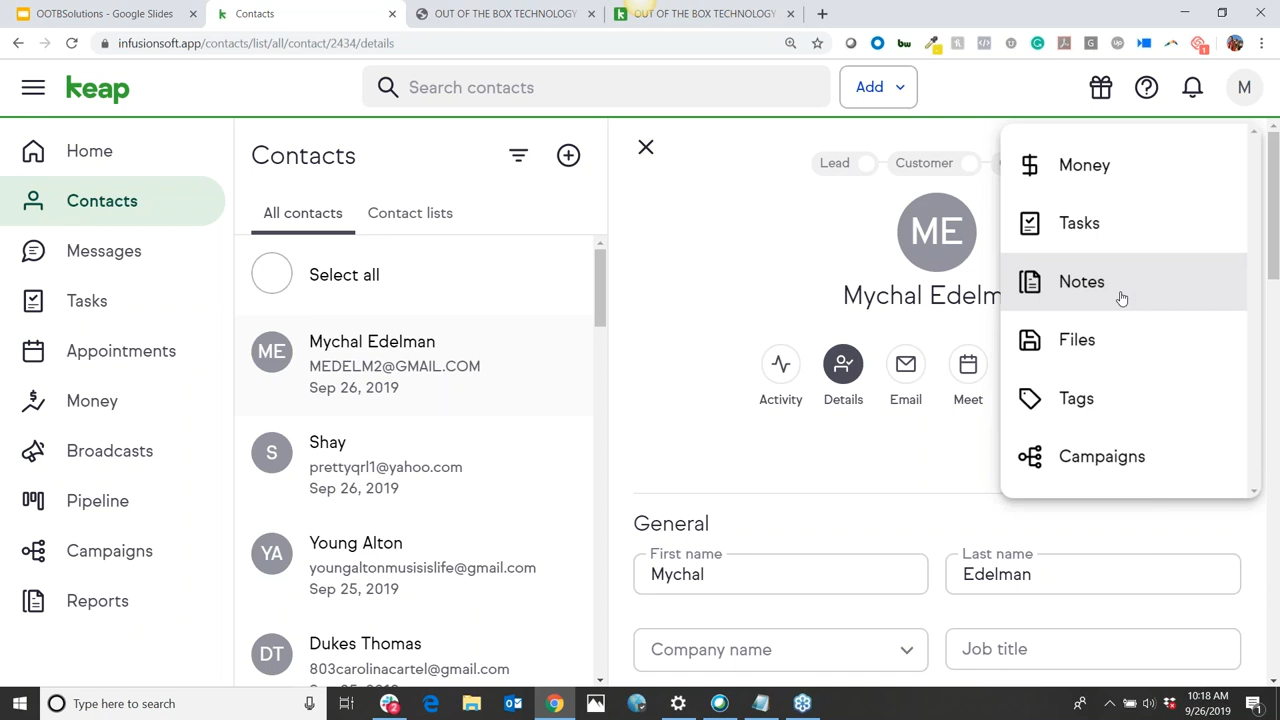 OOTBSolutions - Google Slides
Contacts
OUT OF THE BOX TECHNOLOGY
OUT OF THE BOX TECHNOLOGY
infusionsoft.app/contacts/list/all/contact/2434/details
keap
Search contacts
Add
M
Home
Contacts
Messages
Tasks
Appointments
Money
Broadcasts
Pipeline
Campaigns
Reports
Contacts
All contacts
Contact lists
Select all
ME
Mychal Edelman
MEDELM2@GMAIL.COM
Sep 26, 2019
S
Shay
prettyqrl1@yahoo.com
Sep 26, 2019
YA
Young Alton
youngaltonmusisislife@gmail.com
Sep 25, 2019
DT
Dukes Thomas
803carolinacartel@gmail.com
Lead
Customer
ME
Mychal Edelm
Activity
Details
Email
Meet
Money
Tasks
Notes
Files
Tags
Campaigns
General
First name
Mychal
Last name
Edelman
Company name
Job title
Type here to search
10:18 AM
9/26/2019